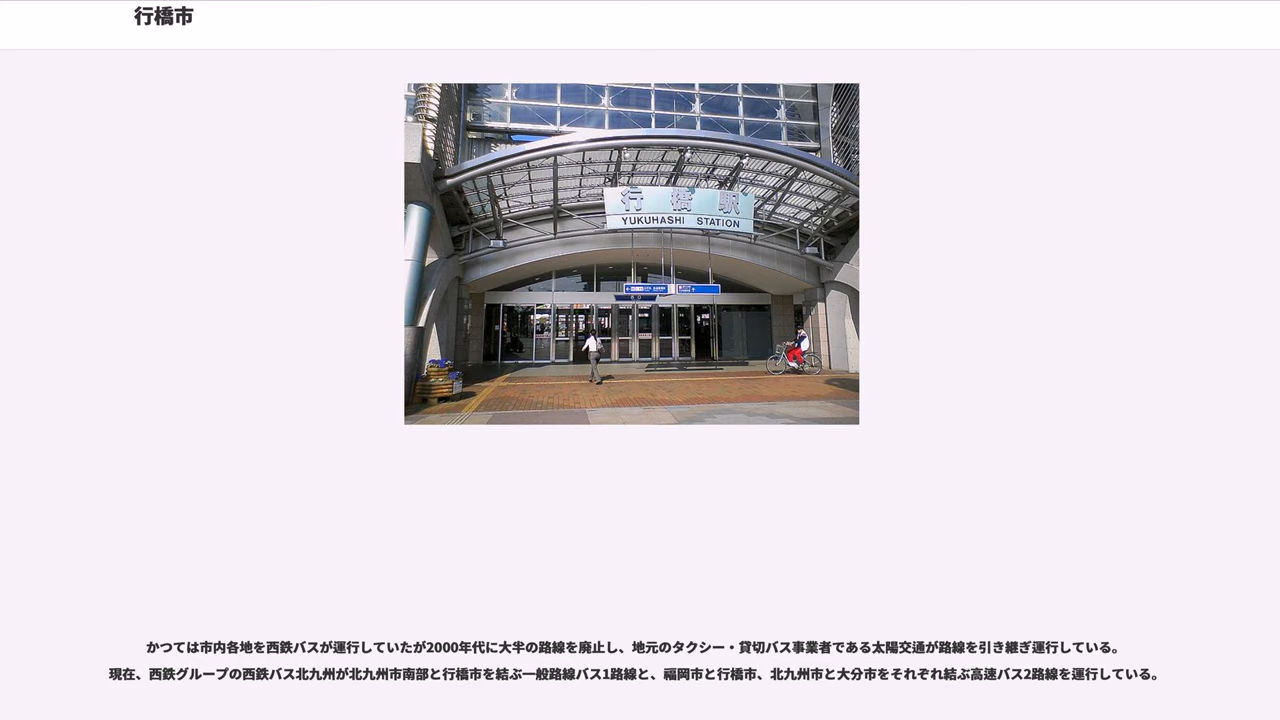 行橋市
行橋駅
YUKUHASHI STATION
かつては市内各地を西鉄バスが運行していたが2000年代に大半の路線を廃止し、地元のタクシー・貸切バス事業者である太陽交通が路線を引き継ぎ運行している。
現在、西鉄グループの西鉄バス北九州が北九州市南部と行橋市を結ぶ一般路線バス1路線と、福岡市と行橋市、北九州市と大分市をそれぞれ結ぶ高速バス2路線を運行している。